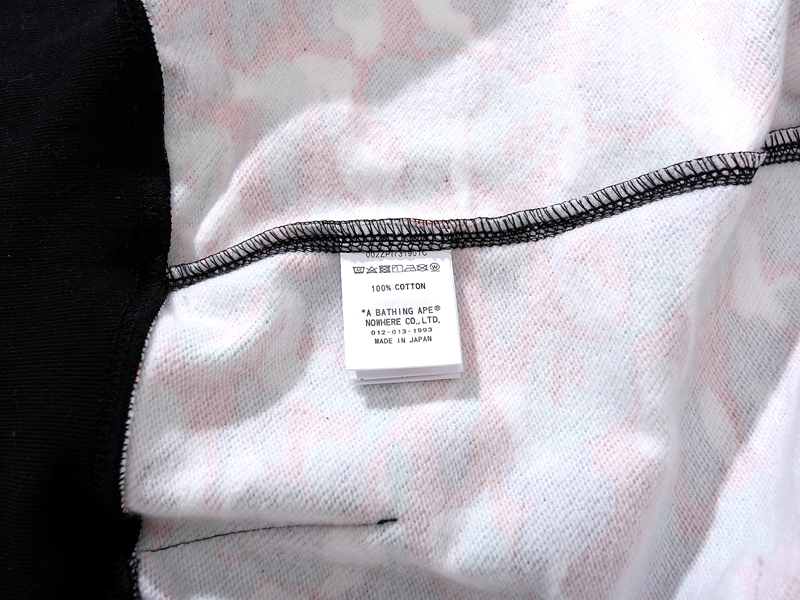 100% COTTON
"A BATHING APE®
NOWHERE CO.,LTD.
012-013-1993
MADE IN JAPAN